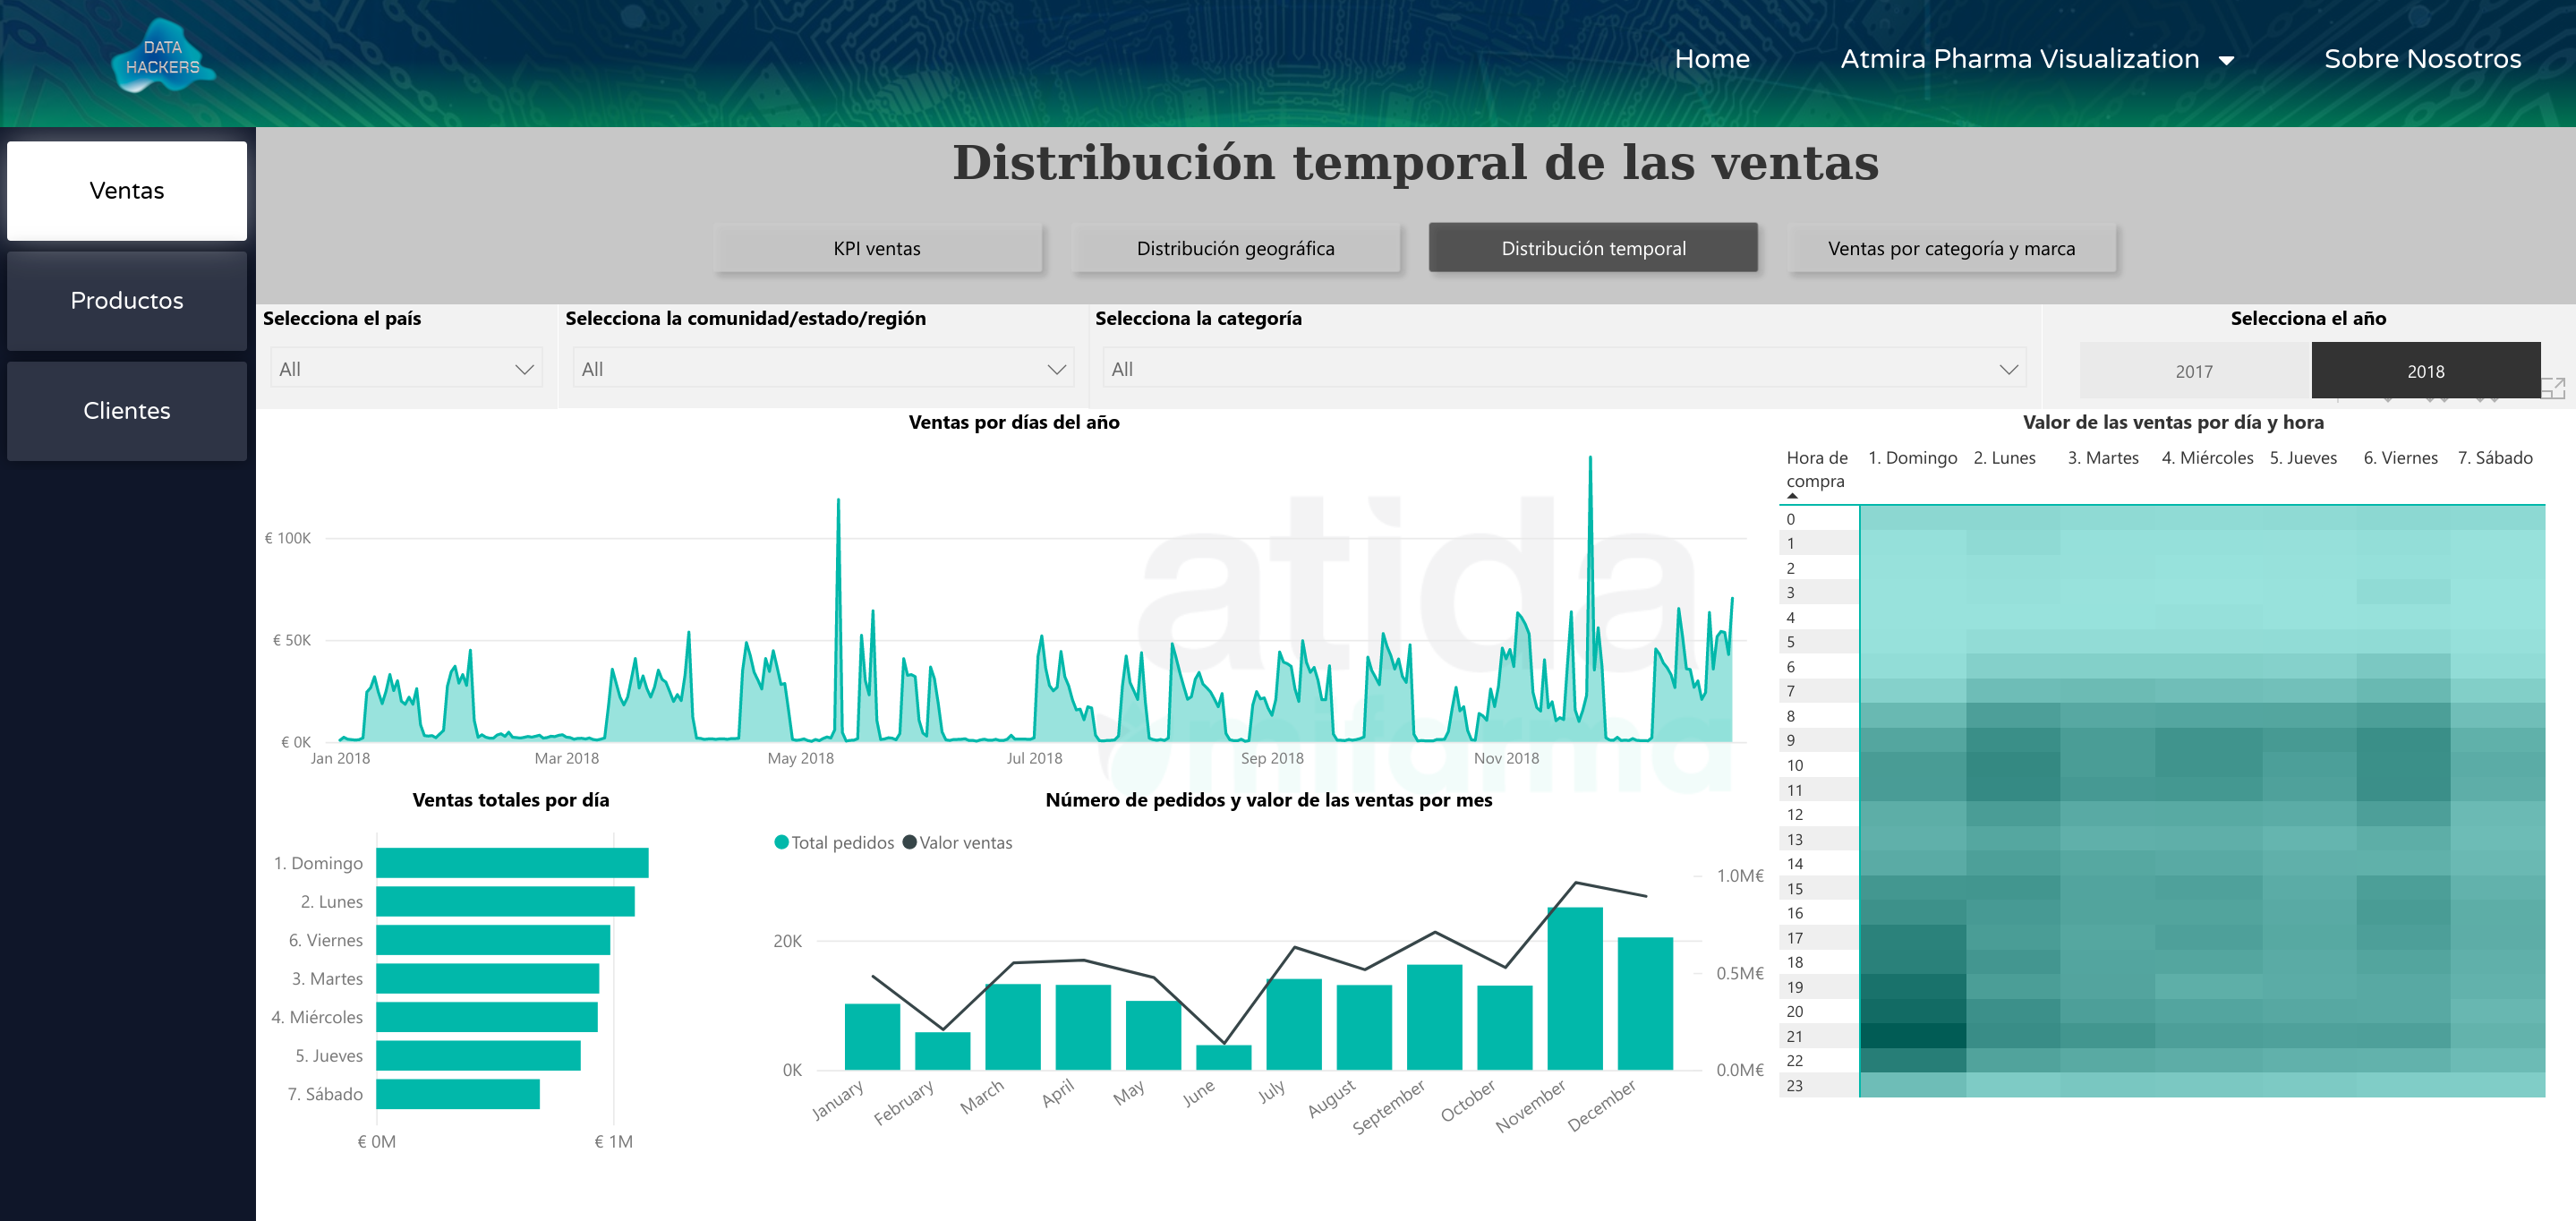 DATA
HACKERS
Home
Atmira Pharma Visualization
Sobre Nosotros
Ventas
Productos
Clientes
Distribución temporal de las ventas
KPI ventas
Distribución geográfica
Distribución temporal
Ventas por categoría y marca
Selecciona el país
All
Selecciona la comunidad/estado/región
All
Selecciona la categoría
All
Selecciona el año
2017
2018
Ventas por días del año
€ 100K
€ 50K
€ 0K
Jan 2018
Mar 2018
May 2018
Jul 2018
Sep 2018
Nov 2018
atida
mifarma
Ventas totales por día
1. Domingo
2. Lunes
6. Viernes
3. Martes
4. Miércoles
5. Jueves
7. Sábado
€ 0M
€ 1M
Número de pedidos y valor de las ventas por mes
Total pedidos
Valor ventas
20K
0K
1.0M€
0.5M€
0.0M€
January
February
March
April
May
June
July
August
September
October
November
December
Valor de las ventas por día y hora
Hora de
compra
1. Domingo
2. Lunes
3. Martes
4. Miércoles
5. Jueves
6. Viernes
7. Sábado
0
1
2
3
4
5
6
7
8
9
10
11
12
13
14
15
16
17
18
19
20
21
22
23